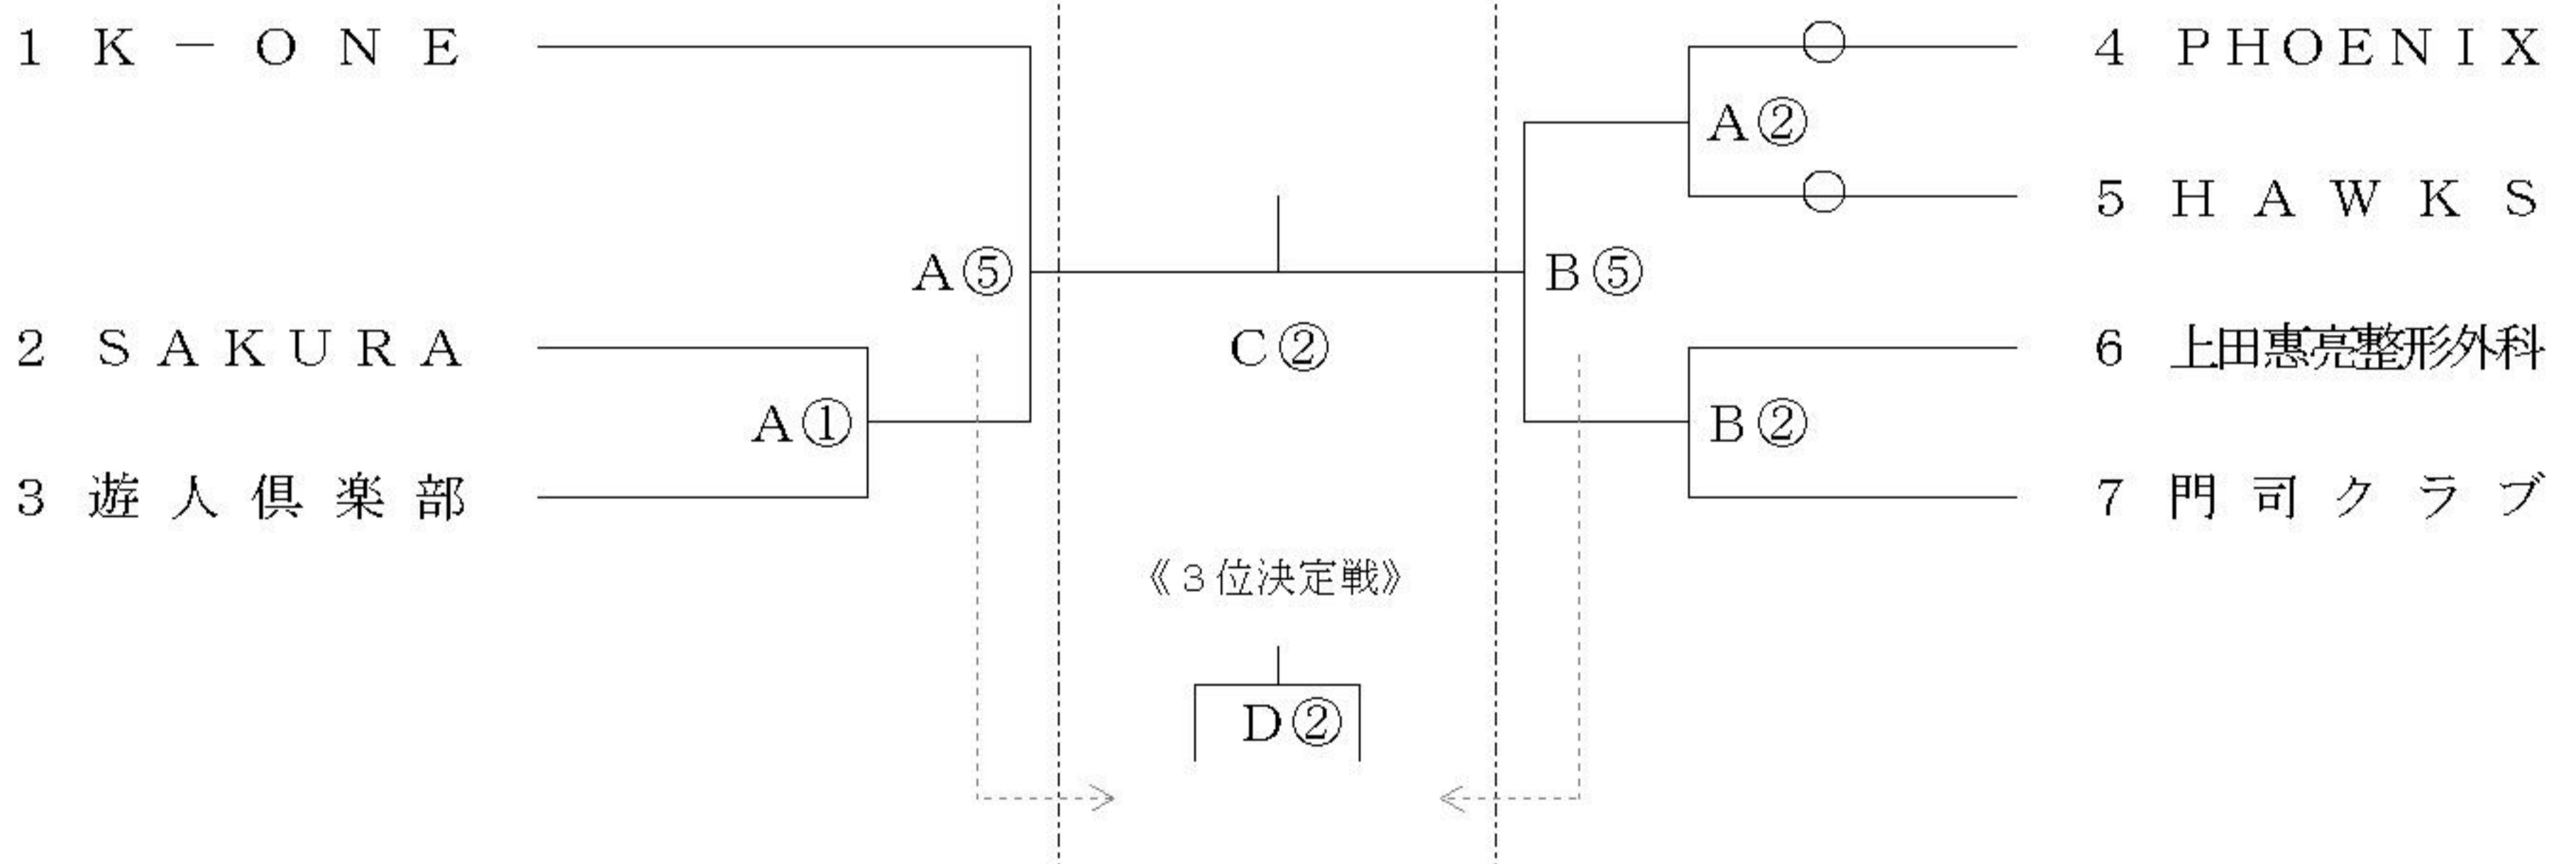 １ Ｋ－ＯＮＥ
２ ＳＡＫＵＲＡ
３ 遊人倶楽部
Ａ①
Ａ⑤
Ｃ②
《３位決定戦》
Ｄ②
Ｂ⑤
Ａ②
Ｂ②
４ ＰＨＯＥＮＩＸ
５ ＨＡＷＫＳ
６ 上田惠亮整形外科
７ 門司クラブ